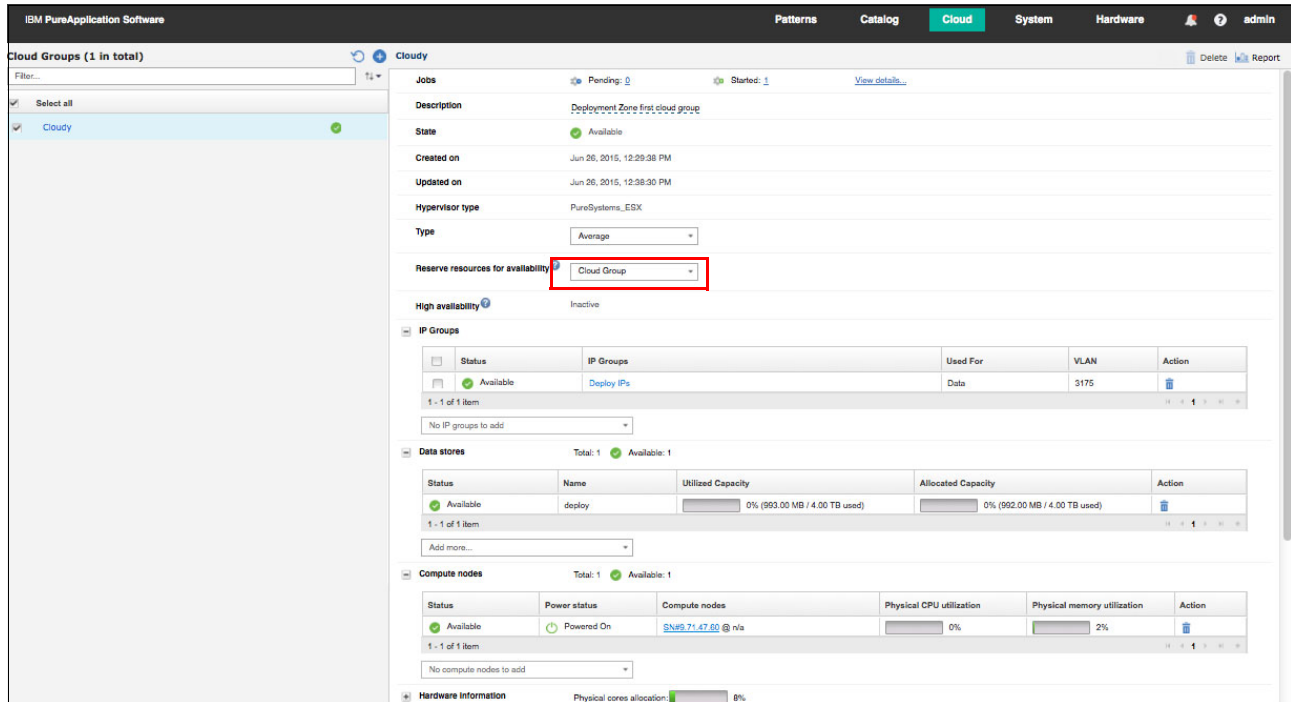 IBM PureApplication Software
Patterns Catalog Cloud System Hardware admin
Cloud Groups (1 in total)
Filter...
Select all
Cloudy
Cloudy Delete Report
Jobs Pending: 0 Started: 1 View details...
Description Deployment Zone first cloud group
State Available
Created on Jun 26, 2015, 12:29:38 PM
Updated on Jun 26, 2015, 12:38:30 PM
Hypervisor type PureSystems_ESX
Type Average
Reserve resources for availability Cloud Group
High availability Inactive
IP Groups
Status IP Groups Used For VLAN Action
Available Deploy IPs Data 3175
1 - 1 of 1 item 1
No IP groups to add
Data stores Total: 1 Available: 1
Status Name Utilized Capacity Allocated Capacity Action
Available deploy 0% (993.00 MB / 4.00 TB used) 0% (992.00 MB / 4.00 TB used)
1 - 1 of 1 item 1
Add more...
Compute nodes Total: 1 Available: 1
Status Power status Compute nodes Physical CPU utilization Physical memory utilization Action
Available Powered On SN#9.71.47.60 @ n/a 0% 2%
1 - 1 of 1 item 1
No compute nodes to add
Hardware Information Physical cores allocation: 8%